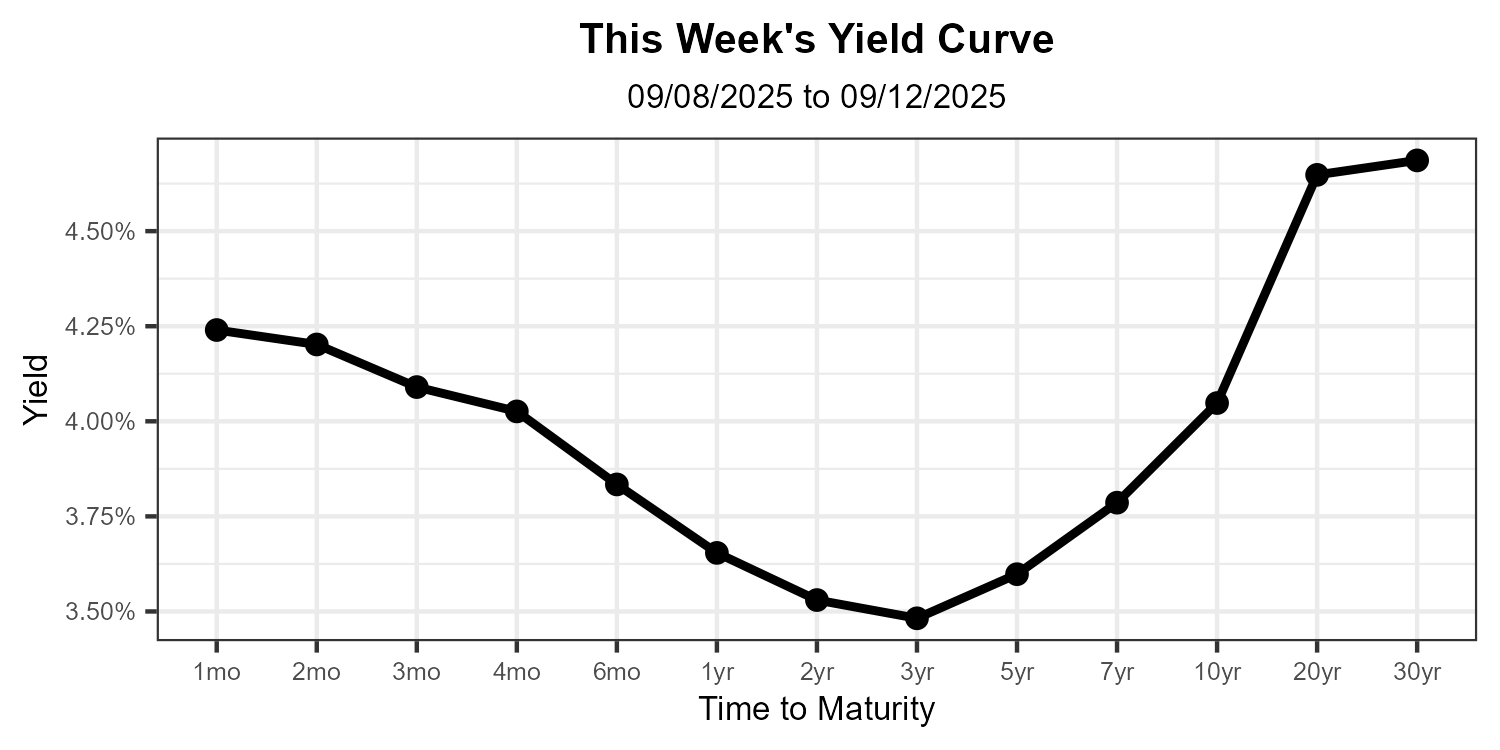 This Week's Yield Curve
09/08/2025 to 09/12/2025
4.50%
4.25%
4.00%
3.75%
3.50%
Yield
1mo 2mo 3mo 4mo 6mo 1yr 2yr 3yr 5yr 7yr 10yr 20yr 30yr
Time to Maturity